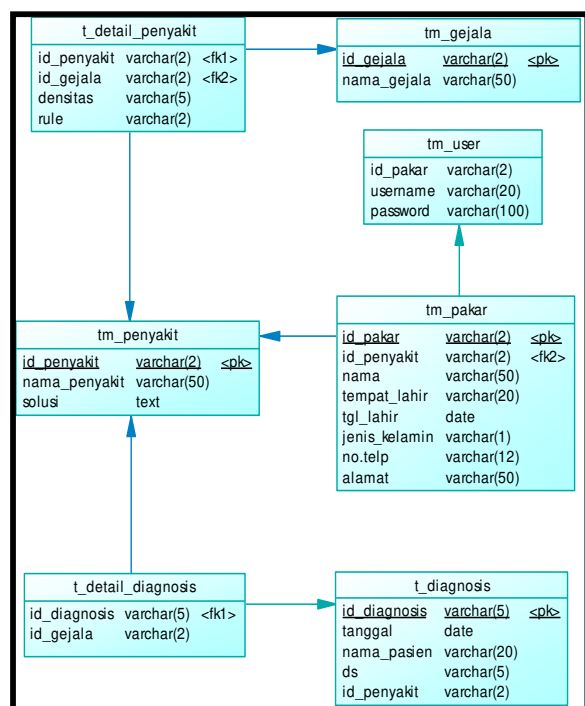 t_detail_penyakit
id_penyakit varchar(2) <fk1>
id_gejala varchar(2) <fk2>
densitas varchar(5)
rule varchar(2)
tm_gejala
id_gejala varchar(2) <pk>
nama_gejala varchar(50)
tm_user
id_pakar varchar(2)
username varchar(20)
password varchar(100)
tm_penyakit
id_penyakit varchar(2) <pk>
nama_penyakit varchar(50)
solusi text
tm_pakar
id_pakar varchar(2) <pk>
id_penyakit varchar(2) <fk2>
nama varchar(50)
tempat_lahir varchar(20)
tgl_lahir date
jenis_kelamin varchar(1)
no.telp varchar(12)
alamat varchar(50)
t_detail_diagnosis
id_diagnosis varchar(5) <fk1>
id_gejala varchar(2)
t_diagnosis
id_diagnosis varchar(5) <pk>
tanggal date
nama_pasien varchar(20)
ds varchar(5)
id_penyakit varchar(2)